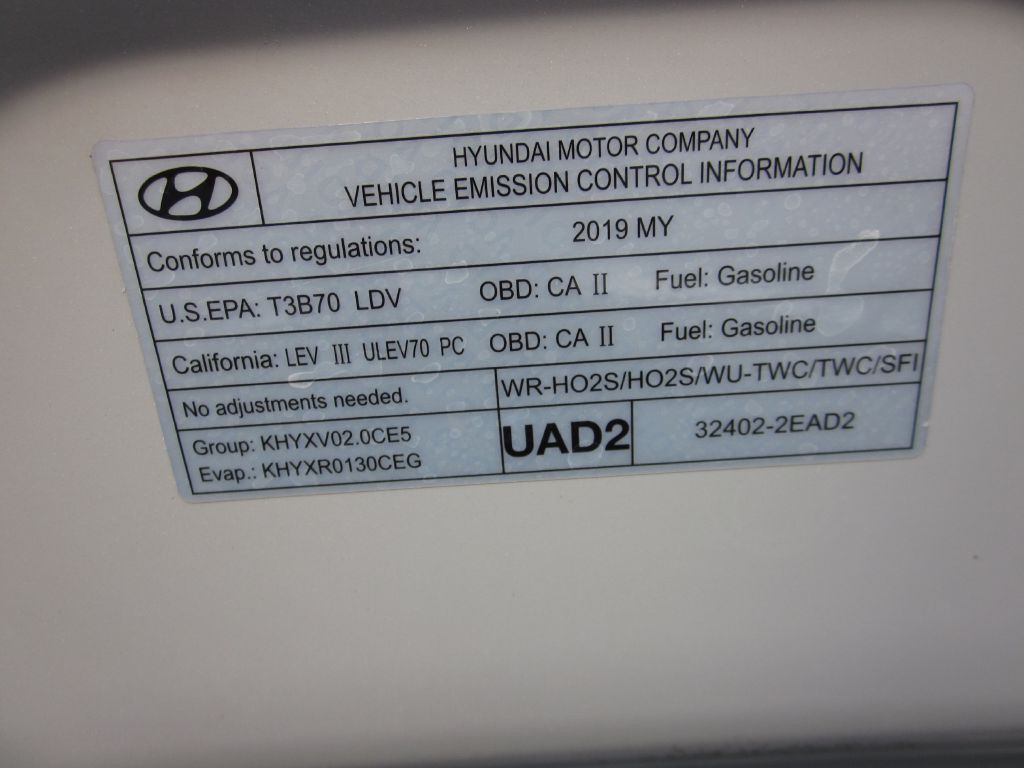 HYUNDAI MOTOR COMPANY
VEHICLE EMISSION CONTROL INFORMATION
Conforms to regulations: 2019 MY
U.S.EPA: T3B70 LDV OBD: CA II Fuel: Gasoline
California: LEV III ULEV70 PC OBD: CA II Fuel: Gasoline
No adjustments needed. WR-HO2S/HO2S/WU-TWC/TWC/SFI
Group: KHYXV02.0CE5
Evap.: KHYXR0130CEG
UAD2
32402-2EAD2